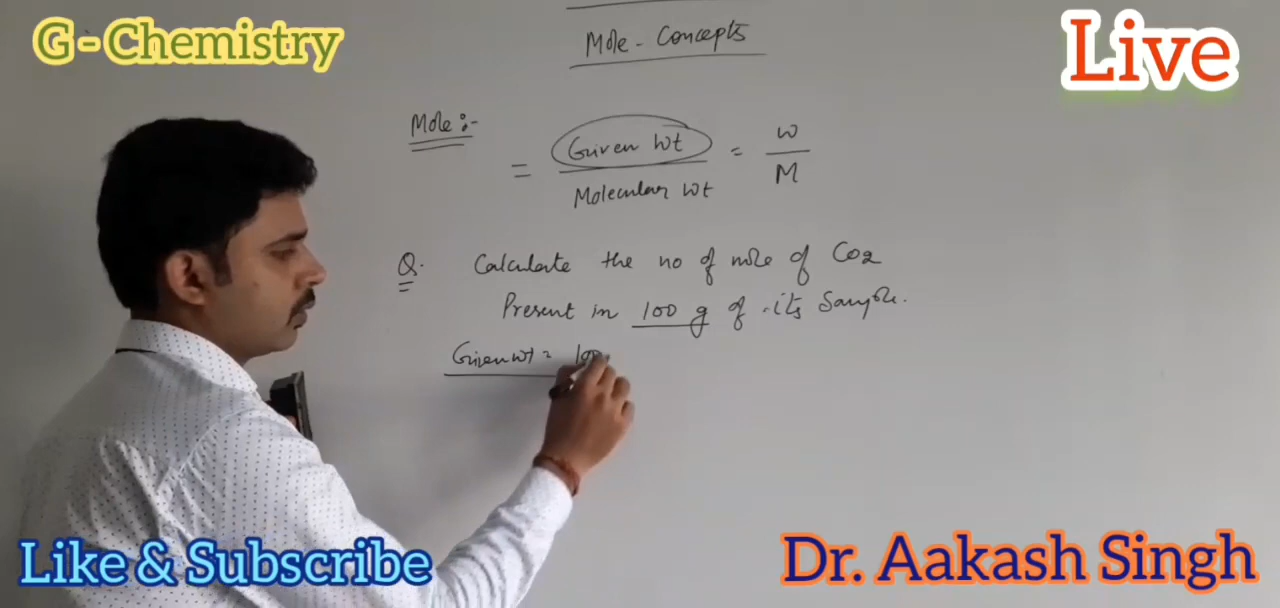 G - Chemistry
Live
Mole - Concepts
Mole :-
= Given Wt / Molecular Wt = W / M
Q. Calculate the no of mole of CO2
Present in 100 g of its Sample.
Given wt = 100
Like & Subscribe
Dr. Aakash Singh